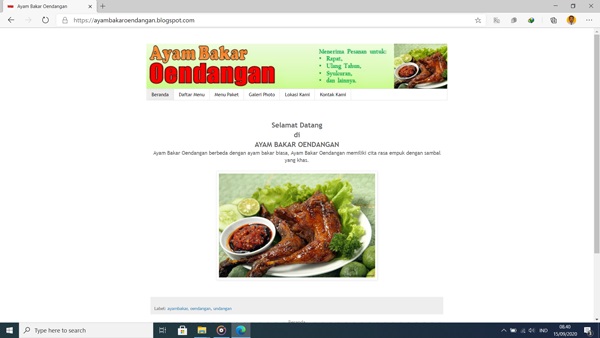 Ayam Bakar Oendangan
https://ayambakaroendangan.blogspot.com
Ayam Bakar
Oendangan
Menerima Pesanan untuk:
• Rapat,
• Ulang Tahun,
• Syukuran,
• dan lainnya.
Beranda Daftar Menu Menu Paket Galeri Photo Lokasi Kami Kontak Kami
Selamat Datang
di
AYAM BAKAR OENDANGAN
Ayam Bakar Oendangan berbeda dengan ayam bakar biasa, Ayam Bakar Oendangan memiliki cita rasa empuk dengan sambal
yang khas.
Label: ayambakar, oendangan, undangan
Beranda
Type here to search
IND
08.40
15/09/2020